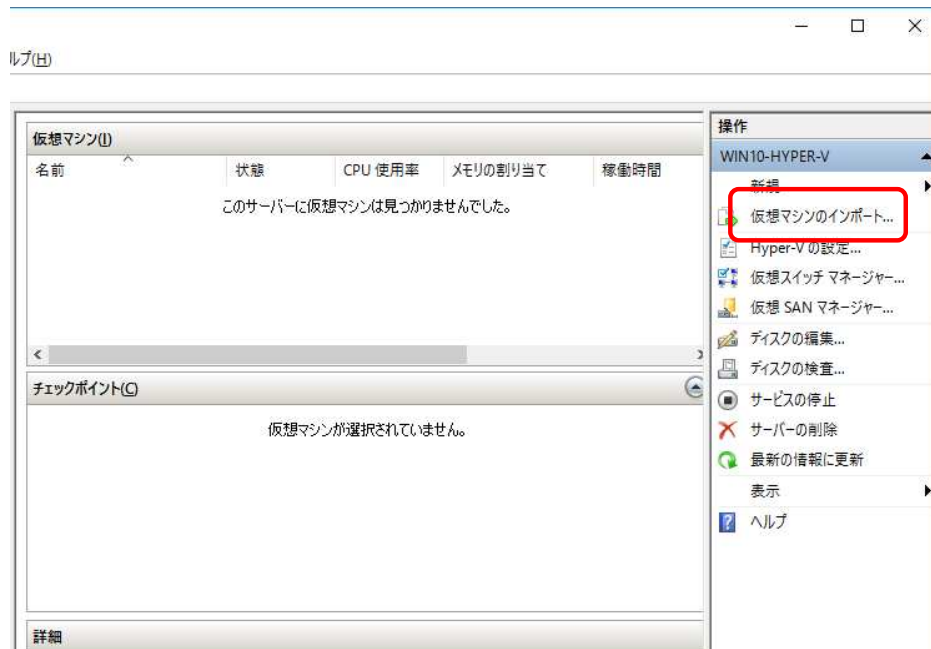 ルプ(H)
仮想マシン(I)
名前 状態 CPU 使用率 メモリの割り当て 稼働時間
このサーバーに仮想マシンは見つかりませんでした。
チェックポイント(C)
仮想マシンが選択されていません。
詳細
操作
WIN10-HYPER-V
新規
仮想マシンのインポート...
Hyper-V の設定...
仮想スイッチ マネージャー...
仮想 SAN マネージャー...
ディスクの編集...
ディスクの検査...
サービスの停止
サーバーの削除
最新の情報に更新
表示
ヘルプ